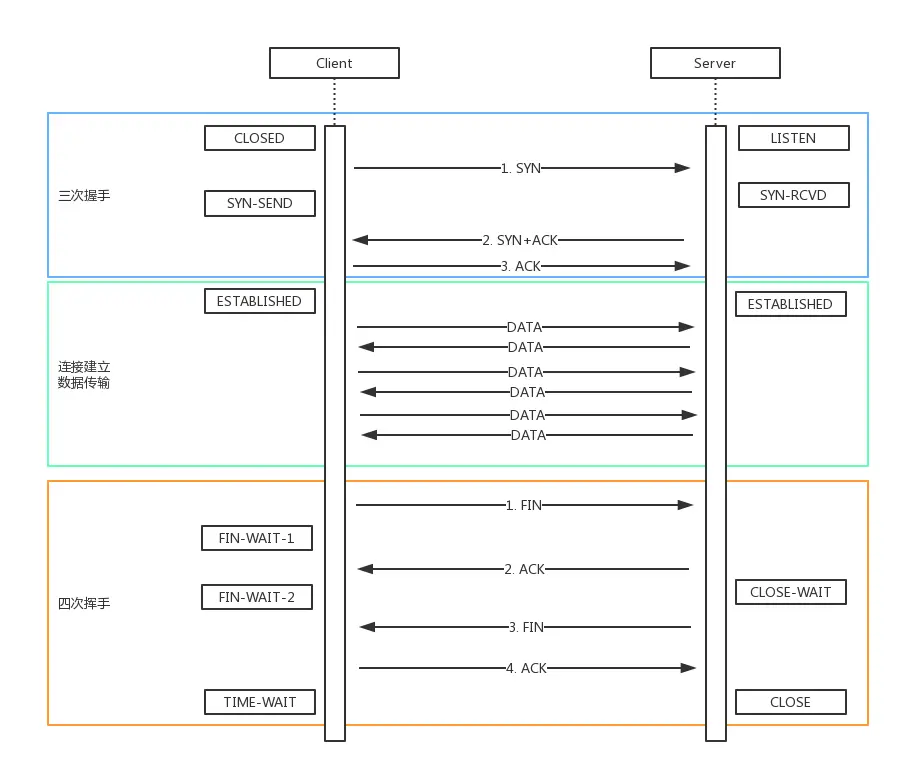 Client
Server
CLOSED
LISTEN
1. SYN
三次握手
SYN-SEND
SYN-RCVD
2. SYN+ACK
3. ACK
ESTABLISHED
ESTABLISHED
DATA
DATA
连接建立
数据传输
DATA
DATA
DATA
DATA
1. FIN
FIN-WAIT-1
2. ACK
四次挥手
FIN-WAIT-2
CLOSE-WAIT
3. FIN
4. ACK
TIME-WAIT
CLOSE